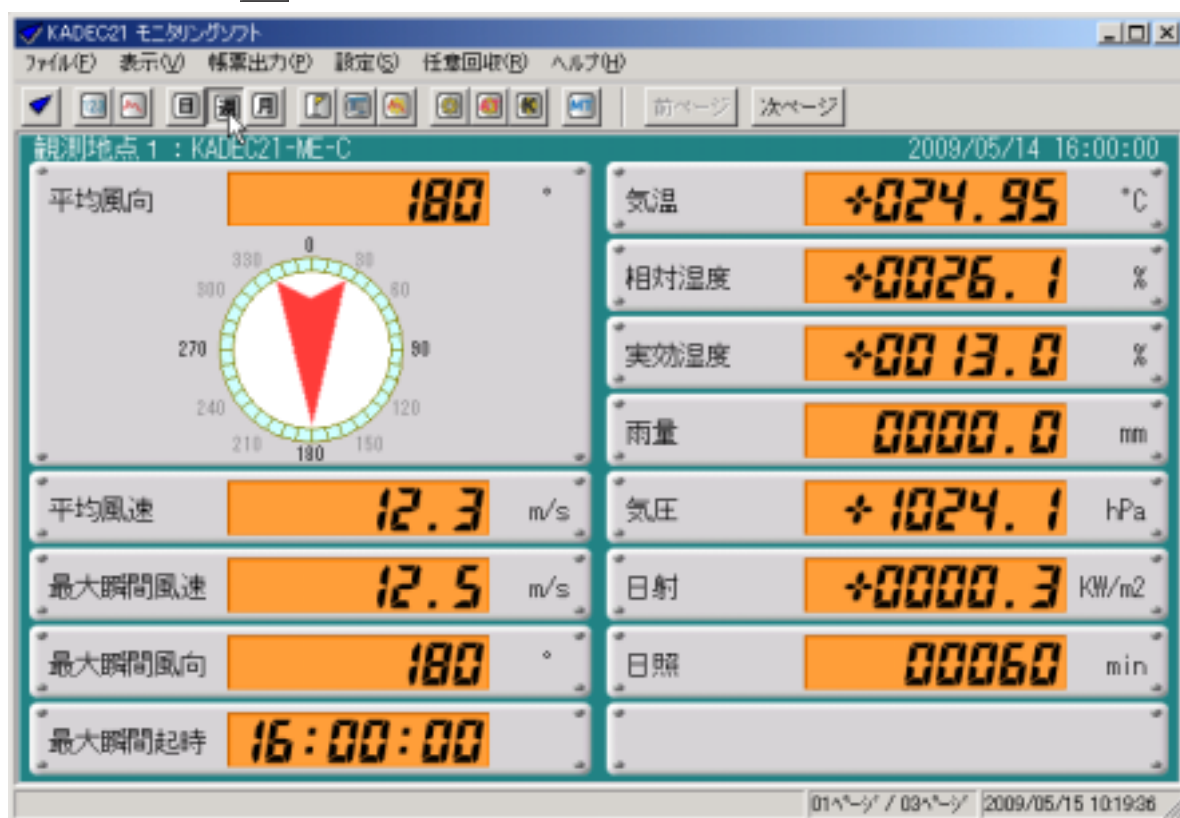 KADEC21 モニタリングソフト
ファイル(F) 表示(V) 帳票出力(P) 設定(S) 任意回収(R) ヘルプ(H)
日 週 月 MT 前ページ 次ページ
観測地点 1 : KADEC21-ME-C 2009/05/14 16:00:00
平均風向 180 °
0
30
60
90
120
150
180
210
240
270
300
330
平均風速 12.3 m/s
最大瞬間風速 12.5 m/s
最大瞬間風向 180 °
最大瞬間起時 16:00:00
気温 +024.95 °C
相対湿度 +0026.1 %
実効湿度 +0013.0 %
雨量 0000.0 mm
気圧 +1024.1 hPa
日射 +0000.3 KW/m2
日照 00060 min
01ページ / 03ページ 2009/05/15 10:19:36